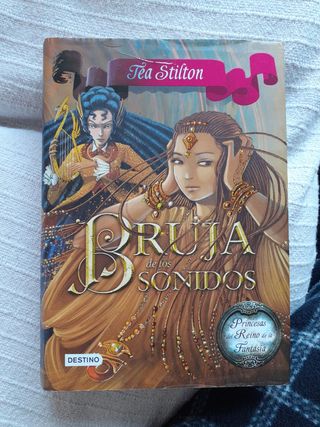 Tea Stilton
BRUJA
de los
SONIDOS
Princesas
del Reino de la
Fantasía
DESTINO